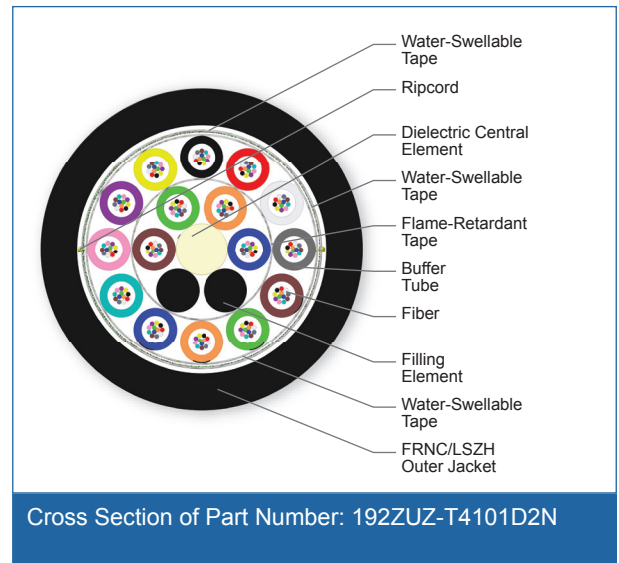 Water-Swellable
Tape
Ripcord
Dielectric Central
Element
Water-Swellable
Tape
Flame-Retardant
Tape
Buffer
Tube
Fiber
Filling
Element
Water-Swellable
Tape
FRNC/LSZH
Outer Jacket
Cross Section of Part Number: 192ZUZ-T4101D2N